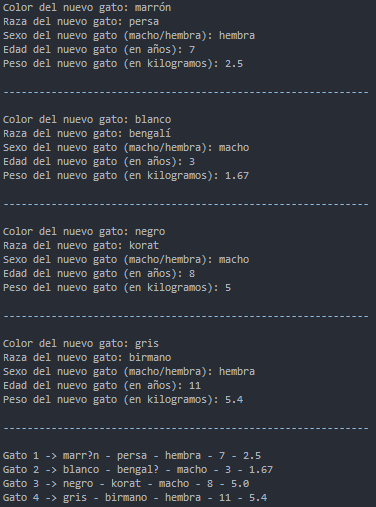 Color del nuevo gato: marrón
Raza del nuevo gato: persa
Sexo del nuevo gato (macho/hembra): hembra
Edad del nuevo gato (en años): 7
Peso del nuevo gato (en kilogramos): 2.5
-------------------------------------------------------------
Color del nuevo gato: blanco
Raza del nuevo gato: bengalí
Sexo del nuevo gato (macho/hembra): macho
Edad del nuevo gato (en años): 3
Peso del nuevo gato (en kilogramos): 1.67
-------------------------------------------------------------
Color del nuevo gato: negro
Raza del nuevo gato: korat
Sexo del nuevo gato (macho/hembra): macho
Edad del nuevo gato (en años): 8
Peso del nuevo gato (en kilogramos): 5
-------------------------------------------------------------
Color del nuevo gato: gris
Raza del nuevo gato: birmano
Sexo del nuevo gato (macho/hembra): hembra
Edad del nuevo gato (en años): 11
Peso del nuevo gato (en kilogramos): 5.4
-------------------------------------------------------------
Gato 1 -> marr?n - persa - hembra - 7 - 2.5
Gato 2 -> blanco - bengal? - macho - 3 - 1.67
Gato 3 -> negro - korat - macho - 8 - 5.0
Gato 4 -> gris - birmano - hembra - 11 - 5.4